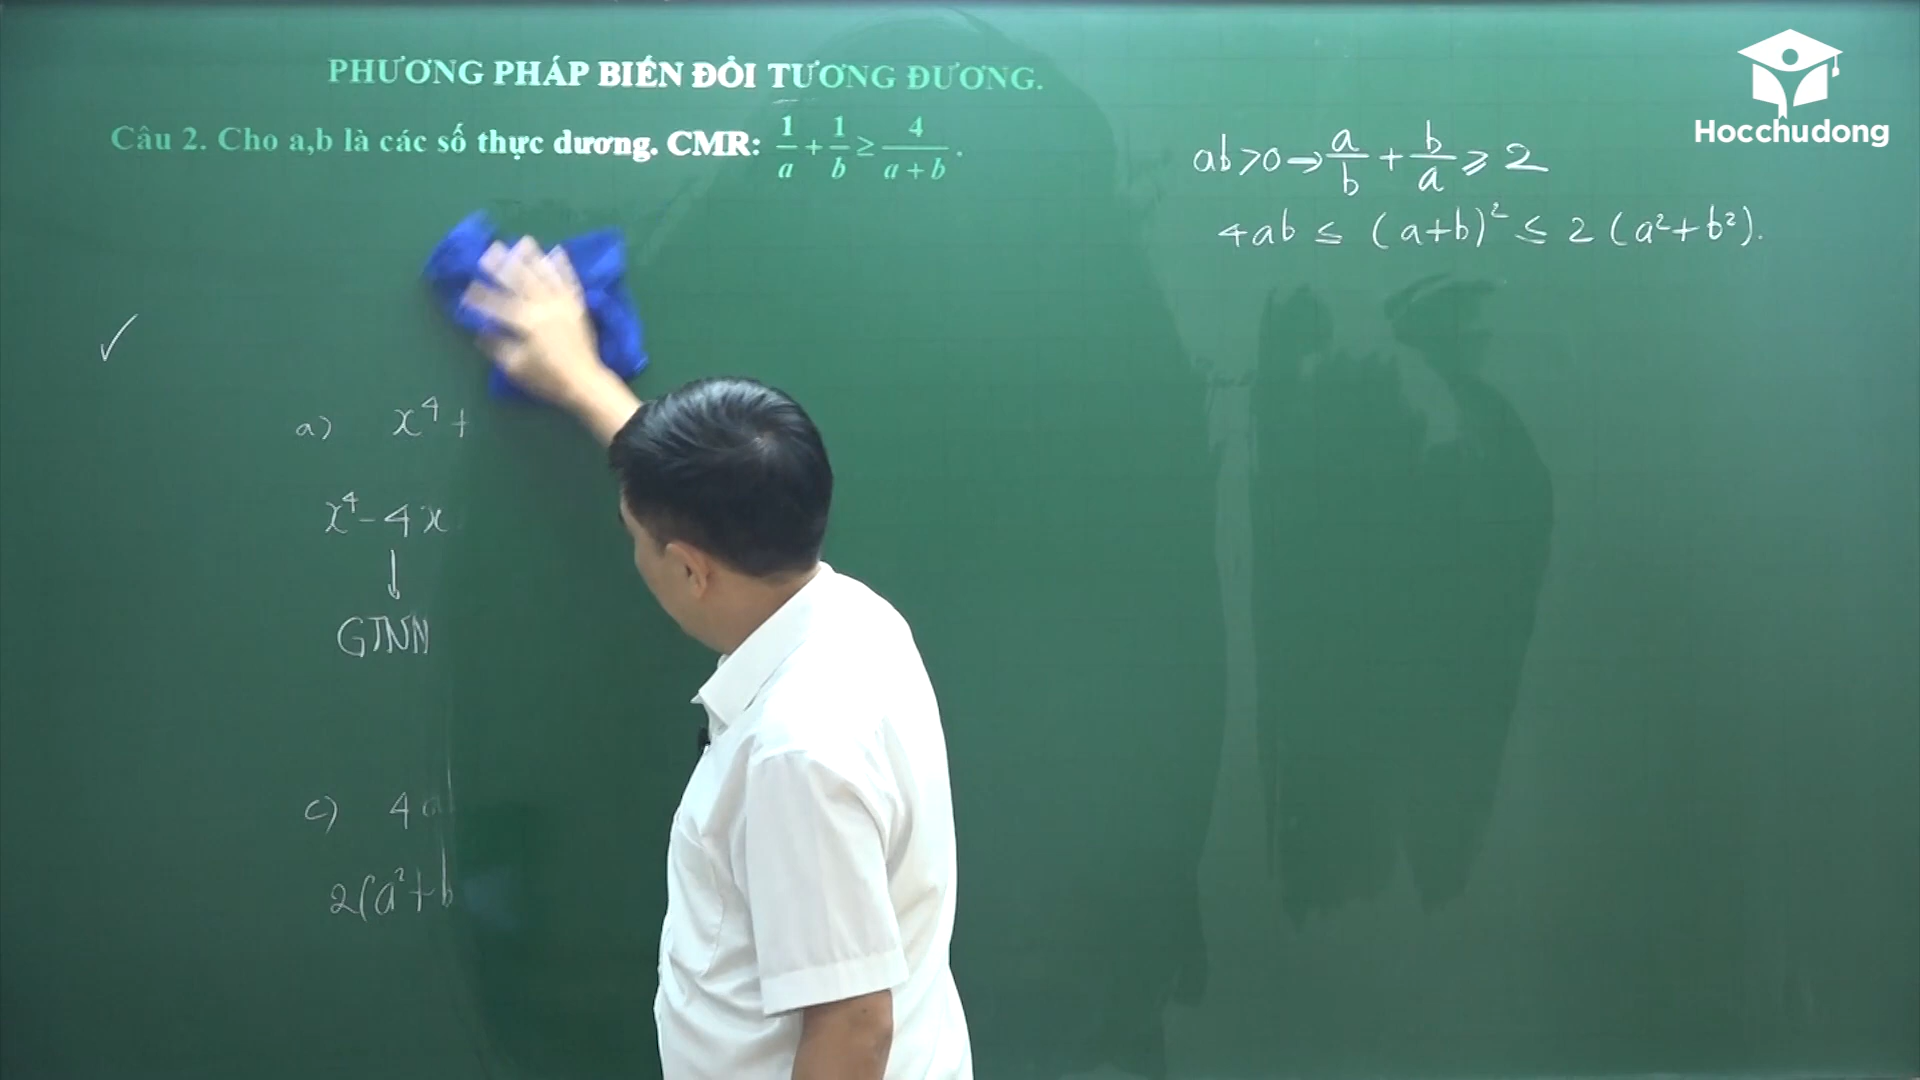 PHƯƠNG PHÁP BIẾN ĐỔI TƯƠNG ĐƯƠNG.
Câu 2. Cho a,b là các số thực dương. CMR: 1/a + 1/b ≥ 4/(a + b).
Hocchudong
ab > 0 → a/b + b/a ≥ 2
4ab ≤ (a+b)² ≤ 2(a²+b²).
a) x⁴ +
x⁴ - 4x
↓
GTNN
c) 4a
2(a²+b